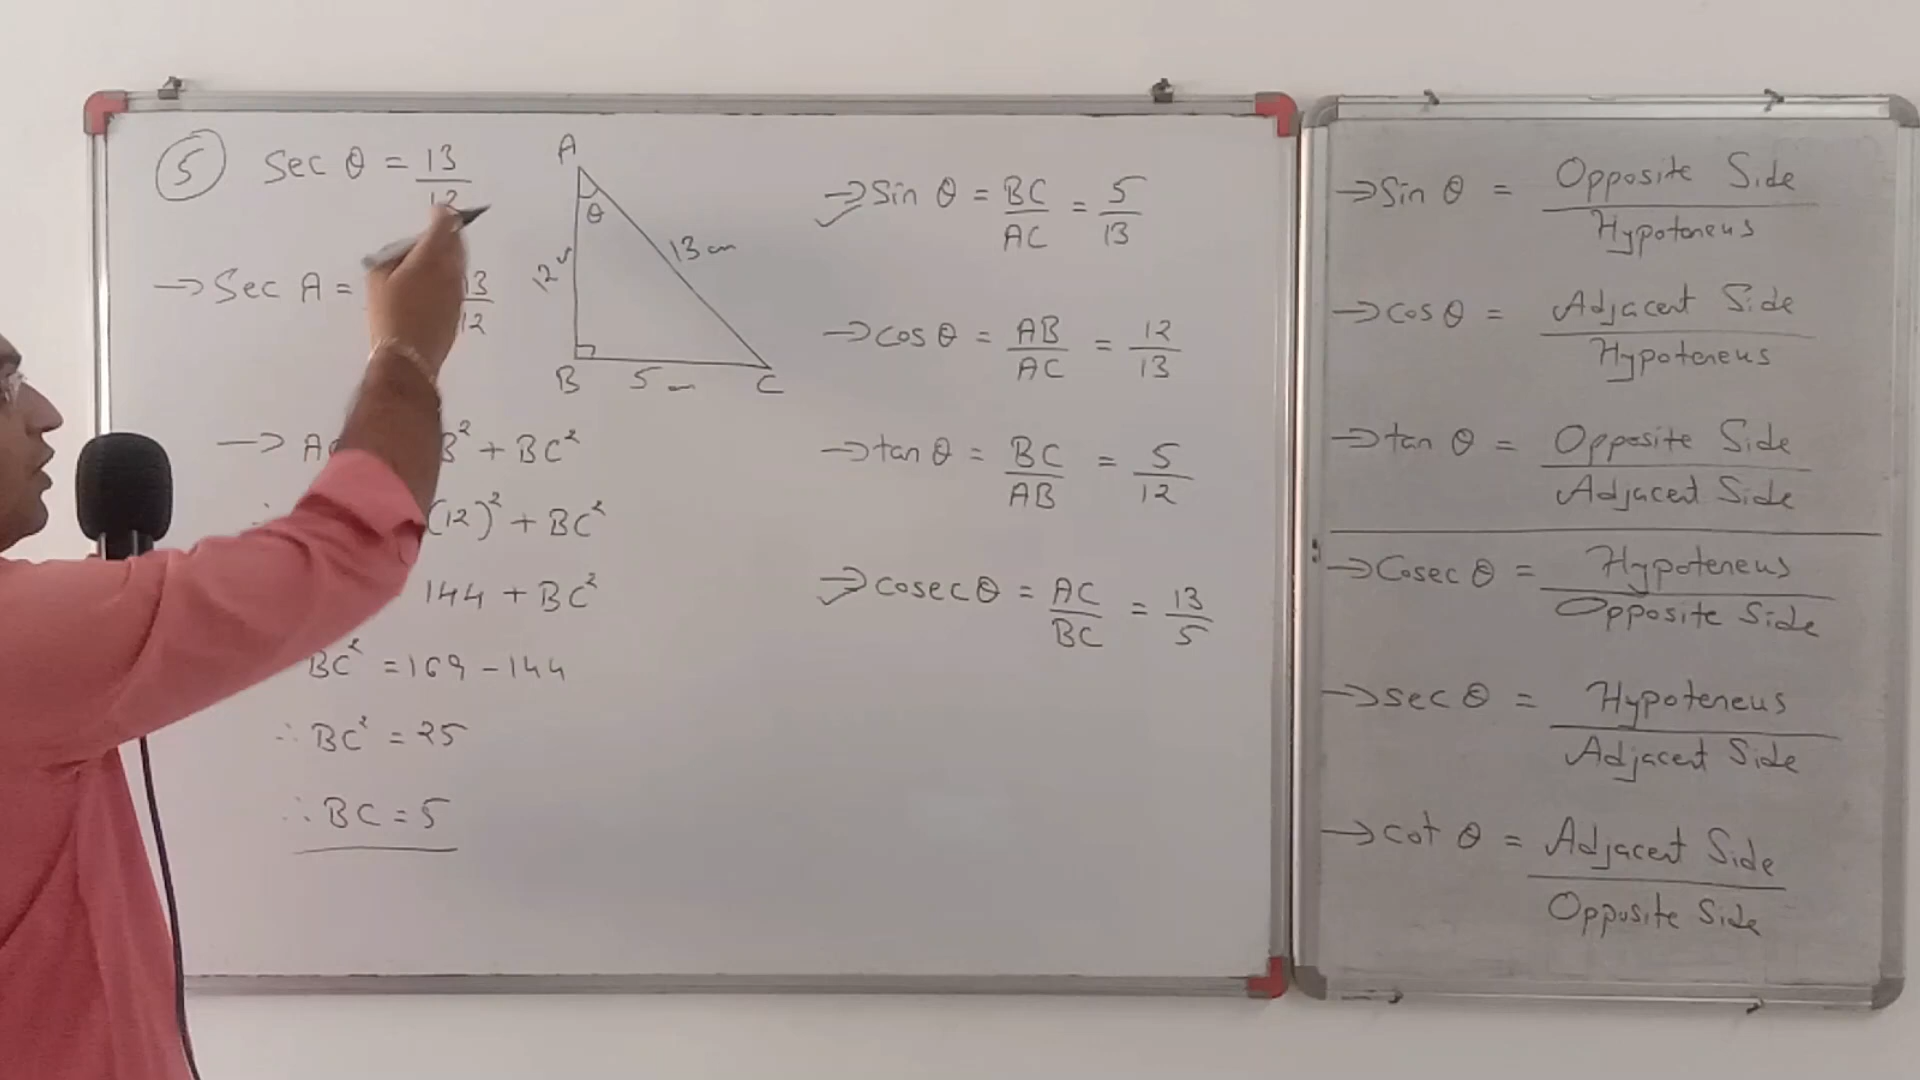 5 Sec θ = 13/12
→ Sec A = 13/12
→ B² + BC²
(12)² + BC²
144 + BC²
BC² = 169 - 144
∴ BC² = 25
∴ BC = 5
A
θ
12
13 cm
B 5 cm C
→ Sin θ = BC/AC = 5/13
→ Cos θ = AB/AC = 12/13
→ tan θ = BC/AB = 5/12
→ Cosec θ = AC/BC = 13/5
→ Sin θ = Opposite Side/Hypoteneus
→ Cos θ = Adjacent Side/Hypoteneus
→ tan θ = Opposite Side/Adjacent Side
→ Cosec θ = Hypoteneus/Opposite Side
→ Sec θ = Hypoteneus/Adjacent Side
→ Cot θ = Adjacent Side/Opposite Side